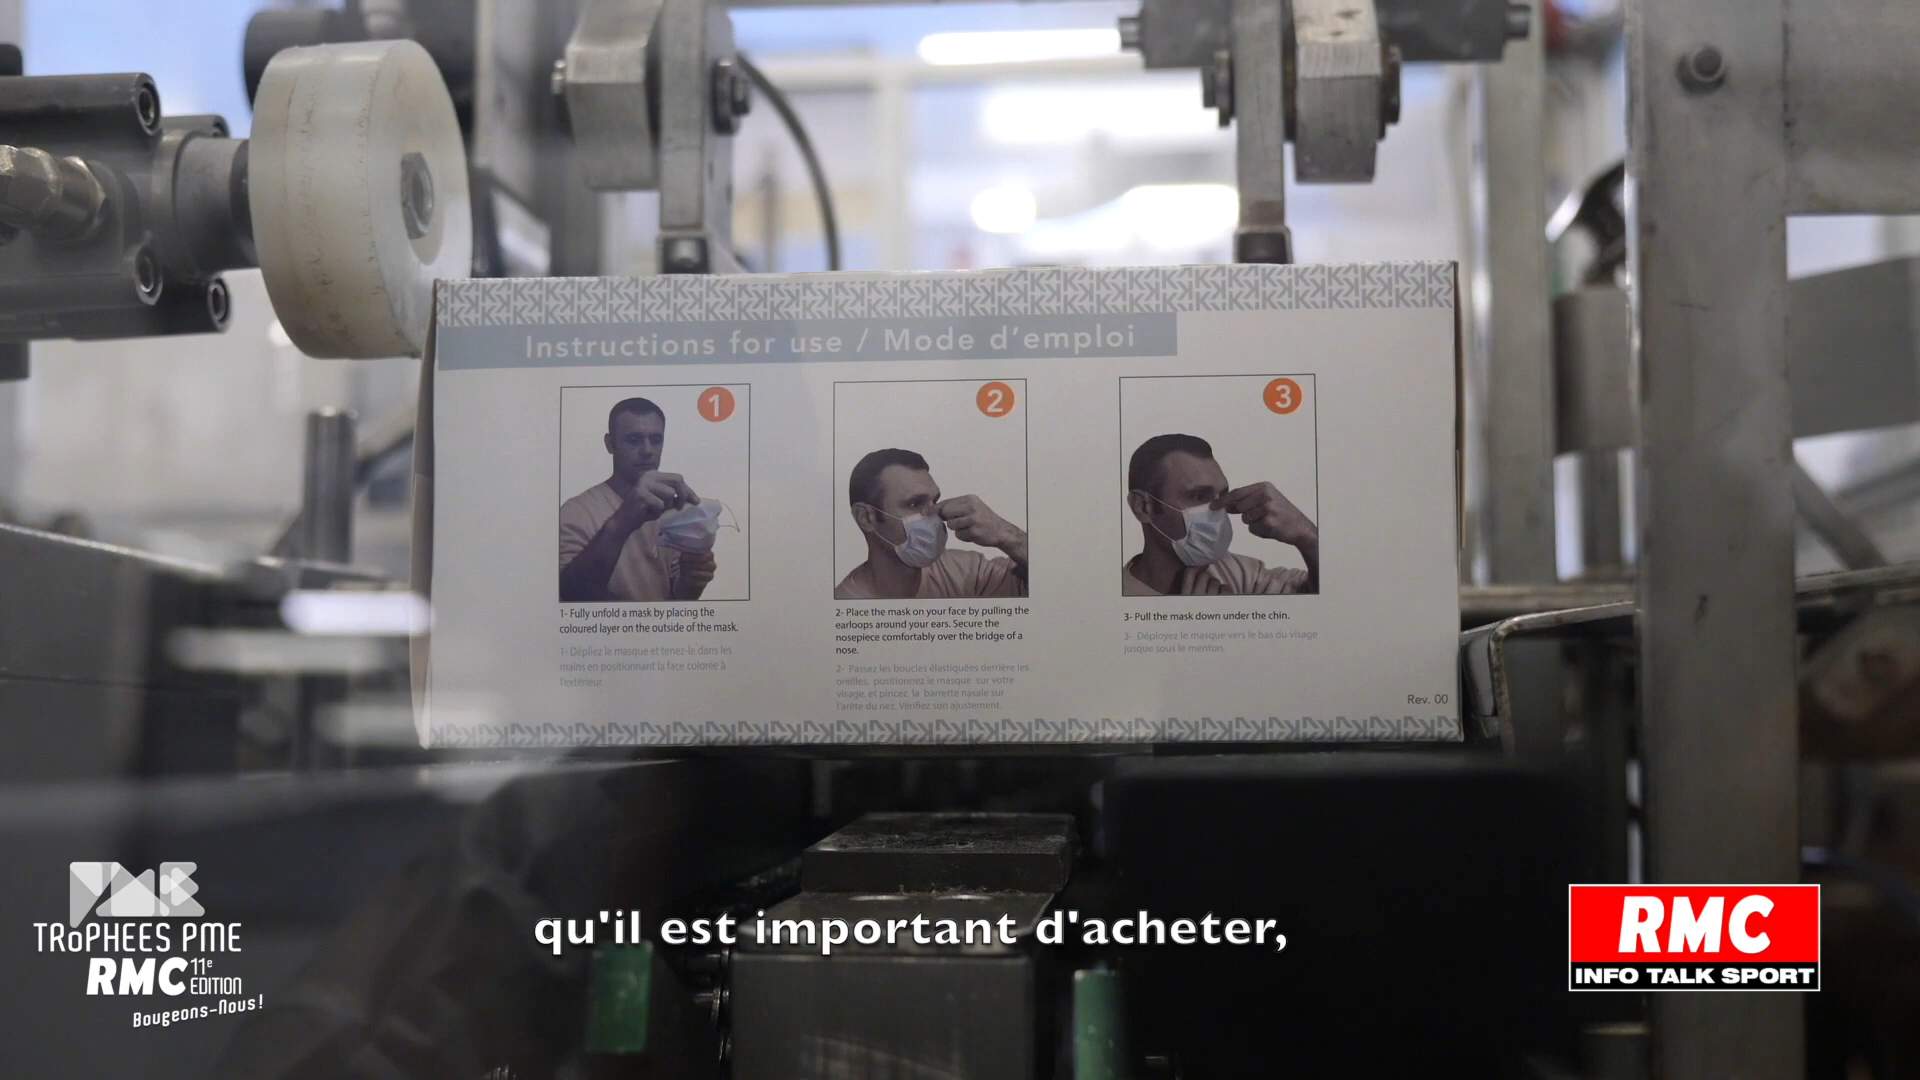 Instructions for use / Mode d'emploi
1
2
3
1- Fully unfold a mask by placing the
coloured layer on the outside of the mask.
1- Dépliez le masque et tenez-le dans les
mains en positionnant la face colorée à
l'extérieur.
2- Place the mask on your face by pulling the
earloops around your ears. Secure the
nosepiece comfortably over the bridge of a
nose.
2- Passez les boucles élastiquées derrière les
oreilles, positionnez le masque sur votre
visage, et pincez la barrette nasale sur
l'arête du nez. Vérifiez son ajustement.
3- Pull the mask down under the chin.
3- Déployez le masque vers le bas du visage
jusque sous le menton.
Rev. 00
PME
TRoPHEES PME
RMC 11e EDITION
Bougeons-Nous!
qu'il est important d'acheter,
RMC
INFO TALK SPORT